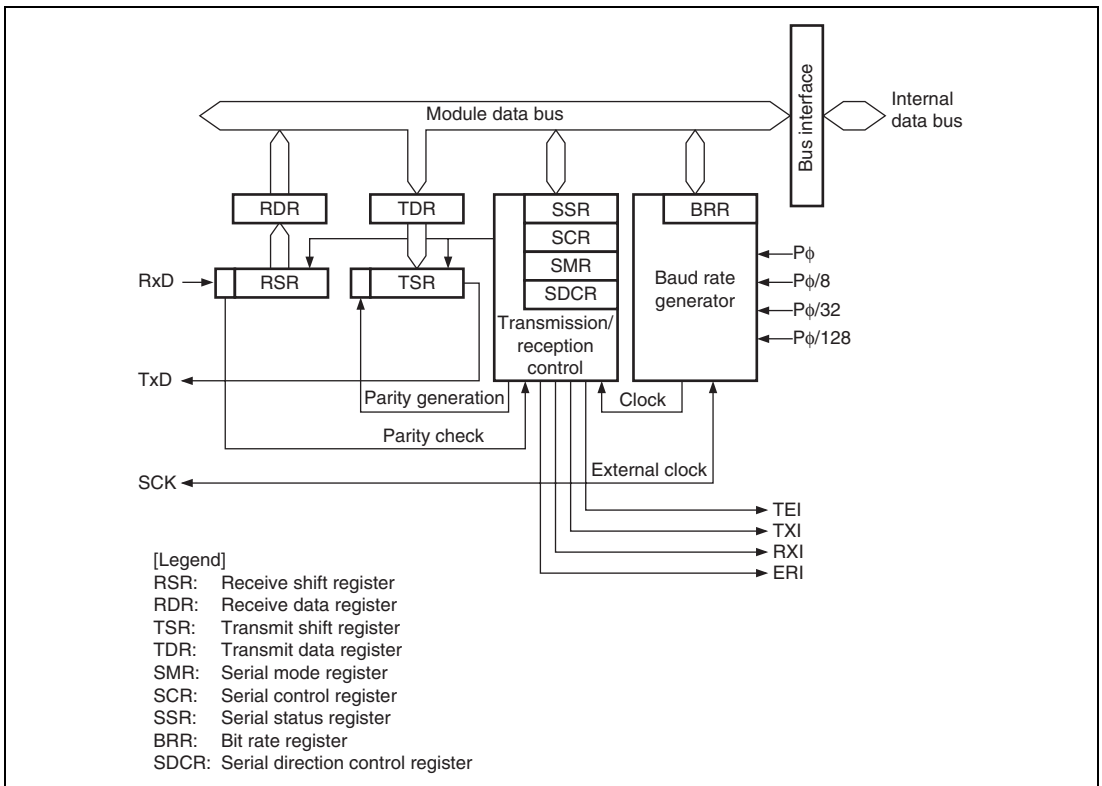 Module data bus
Bus interface
Internal
data bus
RDR
TDR
SSR
BRR
SCR
SMR
SDCR
RxD
RSR
TSR
Baud rate
generator
Pϕ
Pϕ/8
Pϕ/32
Pϕ/128
Transmission/
reception
control
TxD
Parity generation
Clock
Parity check
External clock
SCK
TEI
TXI
RXI
ERI
[Legend]
RSR: Receive shift register
RDR: Receive data register
TSR: Transmit shift register
TDR: Transmit data register
SMR: Serial mode register
SCR: Serial control register
SSR: Serial status register
BRR: Bit rate register
SDCR: Serial direction control register